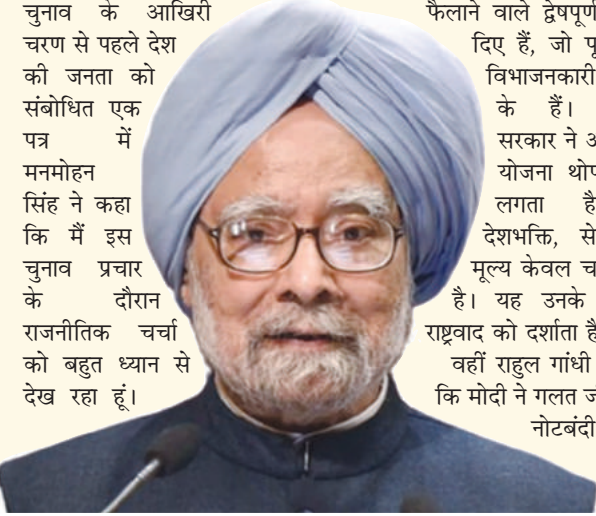 चुनाव के आखिरी
चरण से पहले देश
की जनता को
संबोधित एक
पत्र में
मनमोहन
सिंह ने कहा
कि मैं इस
चुनाव प्रचार
के दौरान
राजनीतिक चर्चा
को बहुत ध्यान से
देख रहा हूं।
फैलाने वाले द्वेषपूर्ण
दिए हैं, जो
विभाजनकारी
के हैं।
सरकार ने
योजना
लगता है
देशभक्ति,
मूल्य केवल
है। यह उनके
राष्ट्रवाद को दर्शाता है
वहीं राहुल गांधी
कि मोदी ने गलत
नोटबंदी